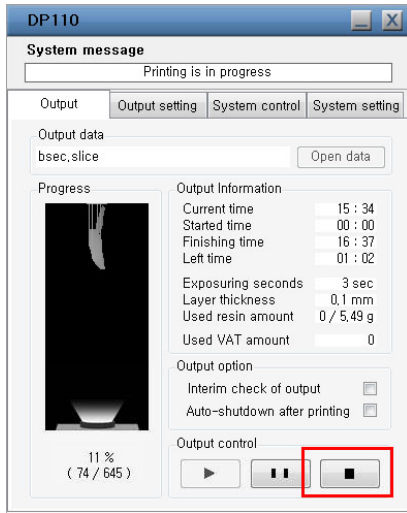 DP110
System message
Printing is in progress
Output Output setting System control System setting
Output data
bsec.slice Open data
Progress
11 %
( 74 / 645 )
Output Information
Current time 15 : 34
Started time 00 : 00
Finishing time 16 : 37
Left time 01 : 02
Exposuring seconds 3 sec
Layer thickness 0.1 mm
Used resin amount 0 / 5.49 g
Used VAT amount 0
Output option
Interim check of output
Auto-shutdown after printing
Output control